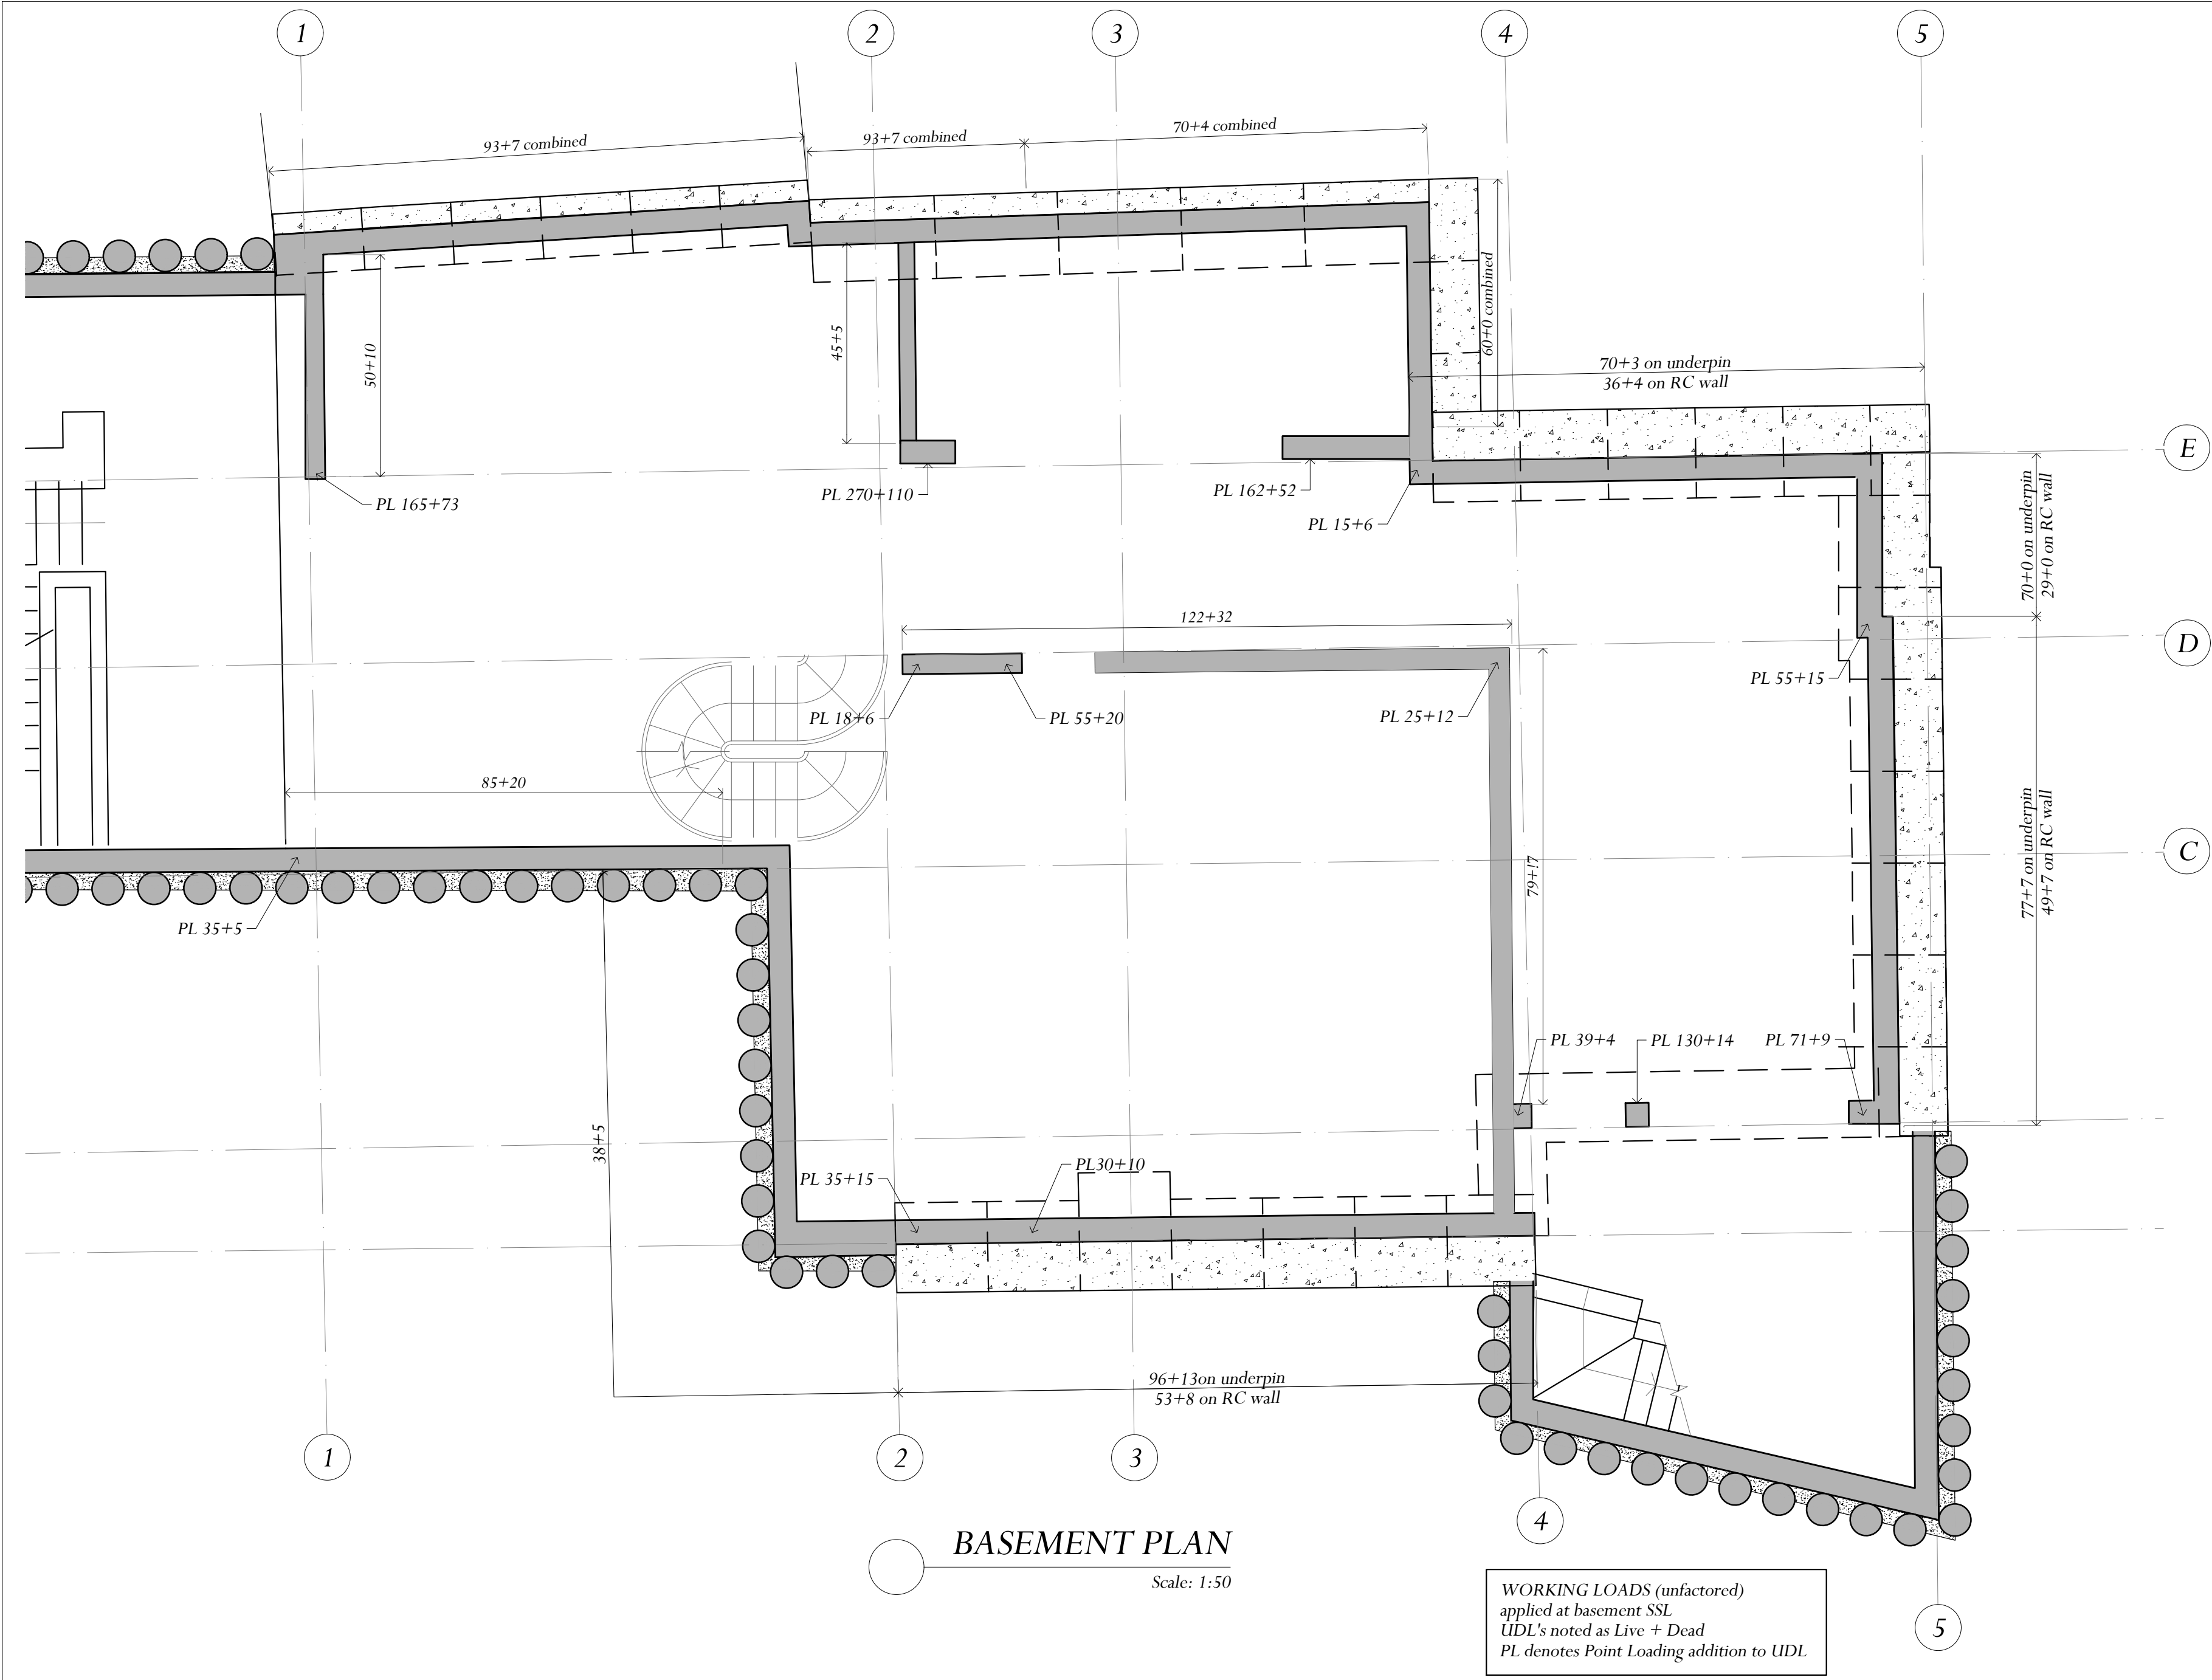 1
2
3
4
5
93+7 combined
93+7 combined
70+4 combined
60+0 combined
50+10
45+5
70+3 on underpin
36+4 on RC wall
E
PL 165+73
PL 270+110
PL 162+52
PL 15+6
70+0 on underpin
29+0 on RC wall
122+32
D
PL 18+6
PL 55+20
PL 25+12
PL 55+15
85+20
79+!7
C
77+7 on underpin
49+7 on RC wall
PL 35+5
PL 39+4
PL 130+14
PL 71+9
38+5
PL 35+15
PL30+10
96+13on underpin
53+8 on RC wall
1
2
3
4
5
BASEMENT PLAN
Scale: 1:50
WORKING LOADS (unfactored)
applied at basement SSL
UDL's noted as Live + Dead
PL denotes Point Loading addition to UDL